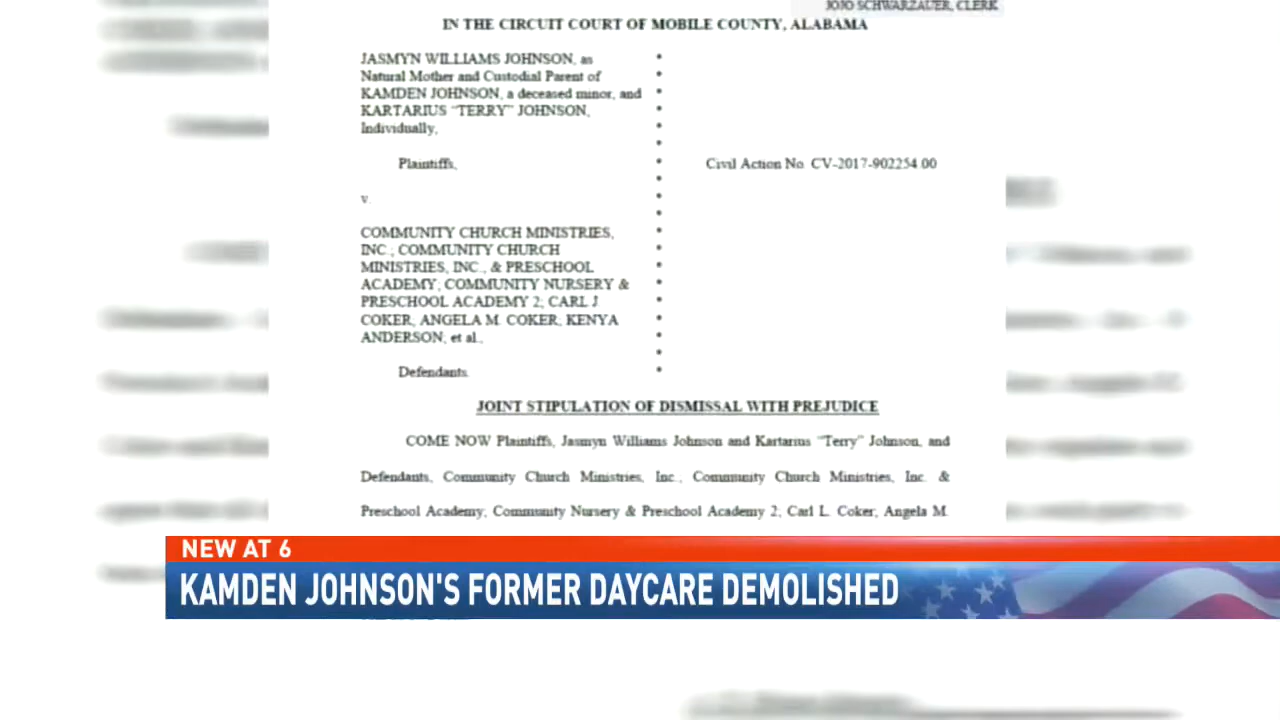 JOJO SCHWARZAUER, CLERK
IN THE CIRCUIT COURT OF MOBILE COUNTY, ALABAMA
JASMYN WILLIAMS JOHNSON, as
Natural Mother and Custodial Parent of
KAMDEN JOHNSON, a deceased minor, and
KARTARIUS "TERRY" JOHNSON,
Individually,
Plaintiffs,
Civil Action No. CV-2017-902254.00
v.
COMMUNITY CHURCH MINISTRIES,
INC.; COMMUNITY CHURCH
MINISTRIES, INC., & PRESCHOOL
ACADEMY; COMMUNITY NURSERY &
PRESCHOOL ACADEMY 2; CARL J.
COKER, ANGELA M. COKER, KENYA
ANDERSON; et al.,
Defendants.
JOINT STIPULATION OF DISMISSAL WITH PREJUDICE
COME NOW Plaintiffs, Jasmyn Williams Johnson and Kartarius "Terry" Johnson, and
Defendants, Community Church Ministries, Inc.; Community Church Ministries, Inc. &
Preschool Academy; Community Nursery & Preschool Academy 2; Carl L. Coker; Angela M.
NEW AT 6
KAMDEN JOHNSON'S FORMER DAYCARE DEMOLISHED